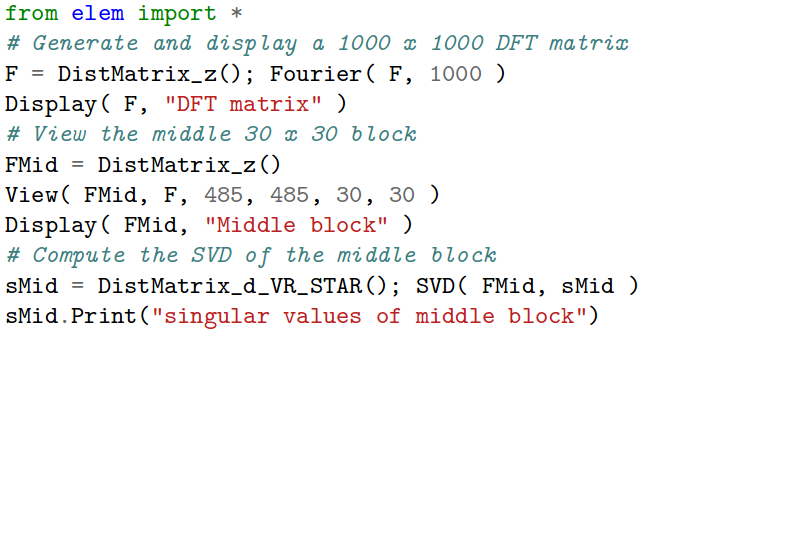 from elem import *
# Generate and display a 1000 x 1000 DFT matrix
F = DistMatrix_z(); Fourier( F, 1000 )
Display( F, "DFT matrix" )
# View the middle 30 x 30 block
FMid = DistMatrix_z()
View( FMid, F, 485, 485, 30, 30 )
Display( FMid, "Middle block" )
# Compute the SVD of the middle block
sMid = DistMatrix_d_VR_STAR(); SVD( FMid, sMid )
sMid.Print("singular values of middle block")